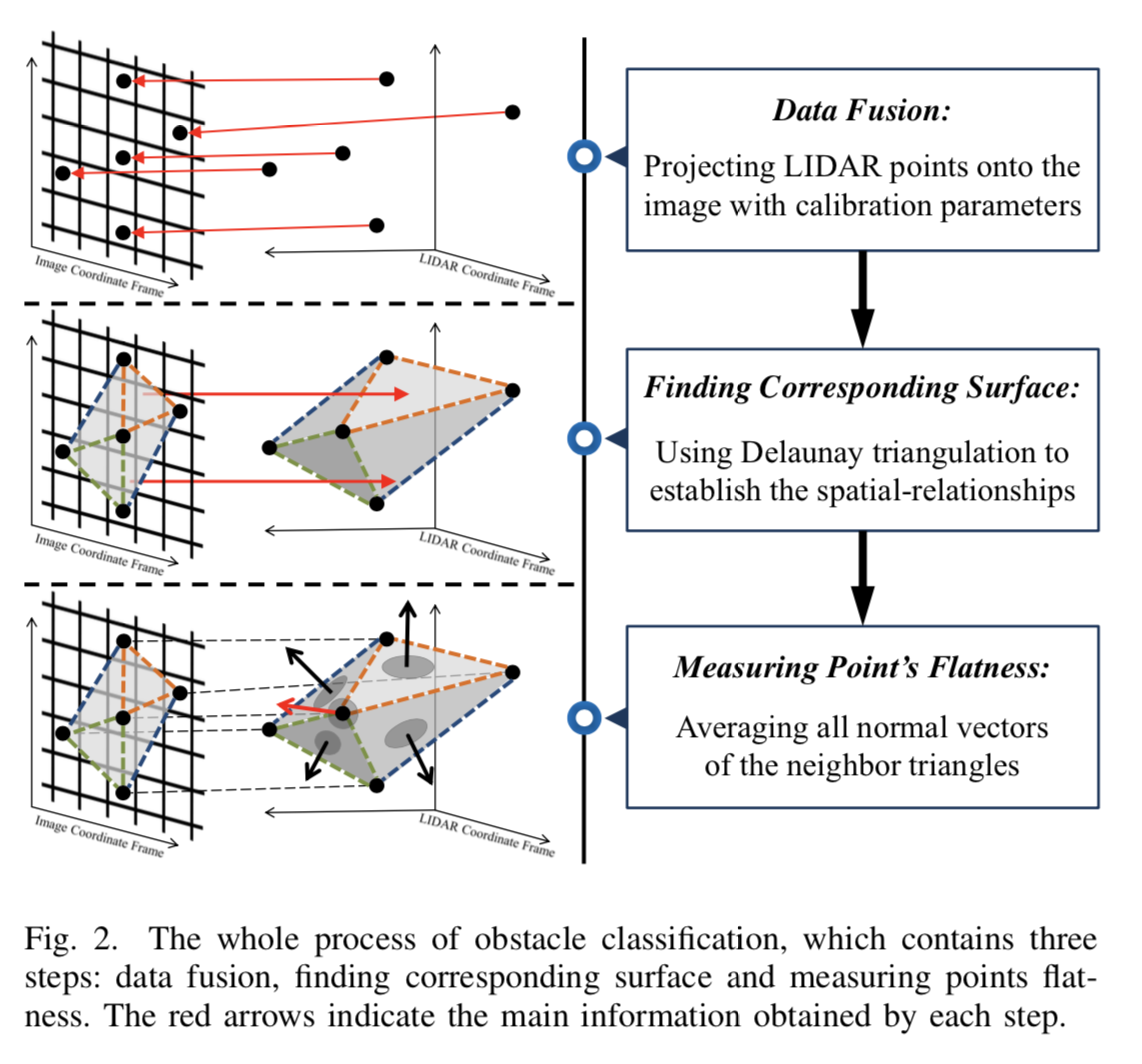 Image Coordinate Frame
LIDAR Coordinate Frame
Data Fusion:
Projecting LIDAR points onto the
image with calibration parameters
Image Coordinate Frame
LIDAR Coordinate Frame
Finding Corresponding Surface:
Using Delaunay triangulation to
establish the spatial-relationships
Image Coordinate Frame
LIDAR Coordinate Frame
Measuring Point's Flatness:
Averaging all normal vectors
of the neighbor triangles
Fig. 2. The whole process of obstacle classification, which contains three
steps: data fusion, finding corresponding surface and measuring points flat-
ness. The red arrows indicate the main information obtained by each step.